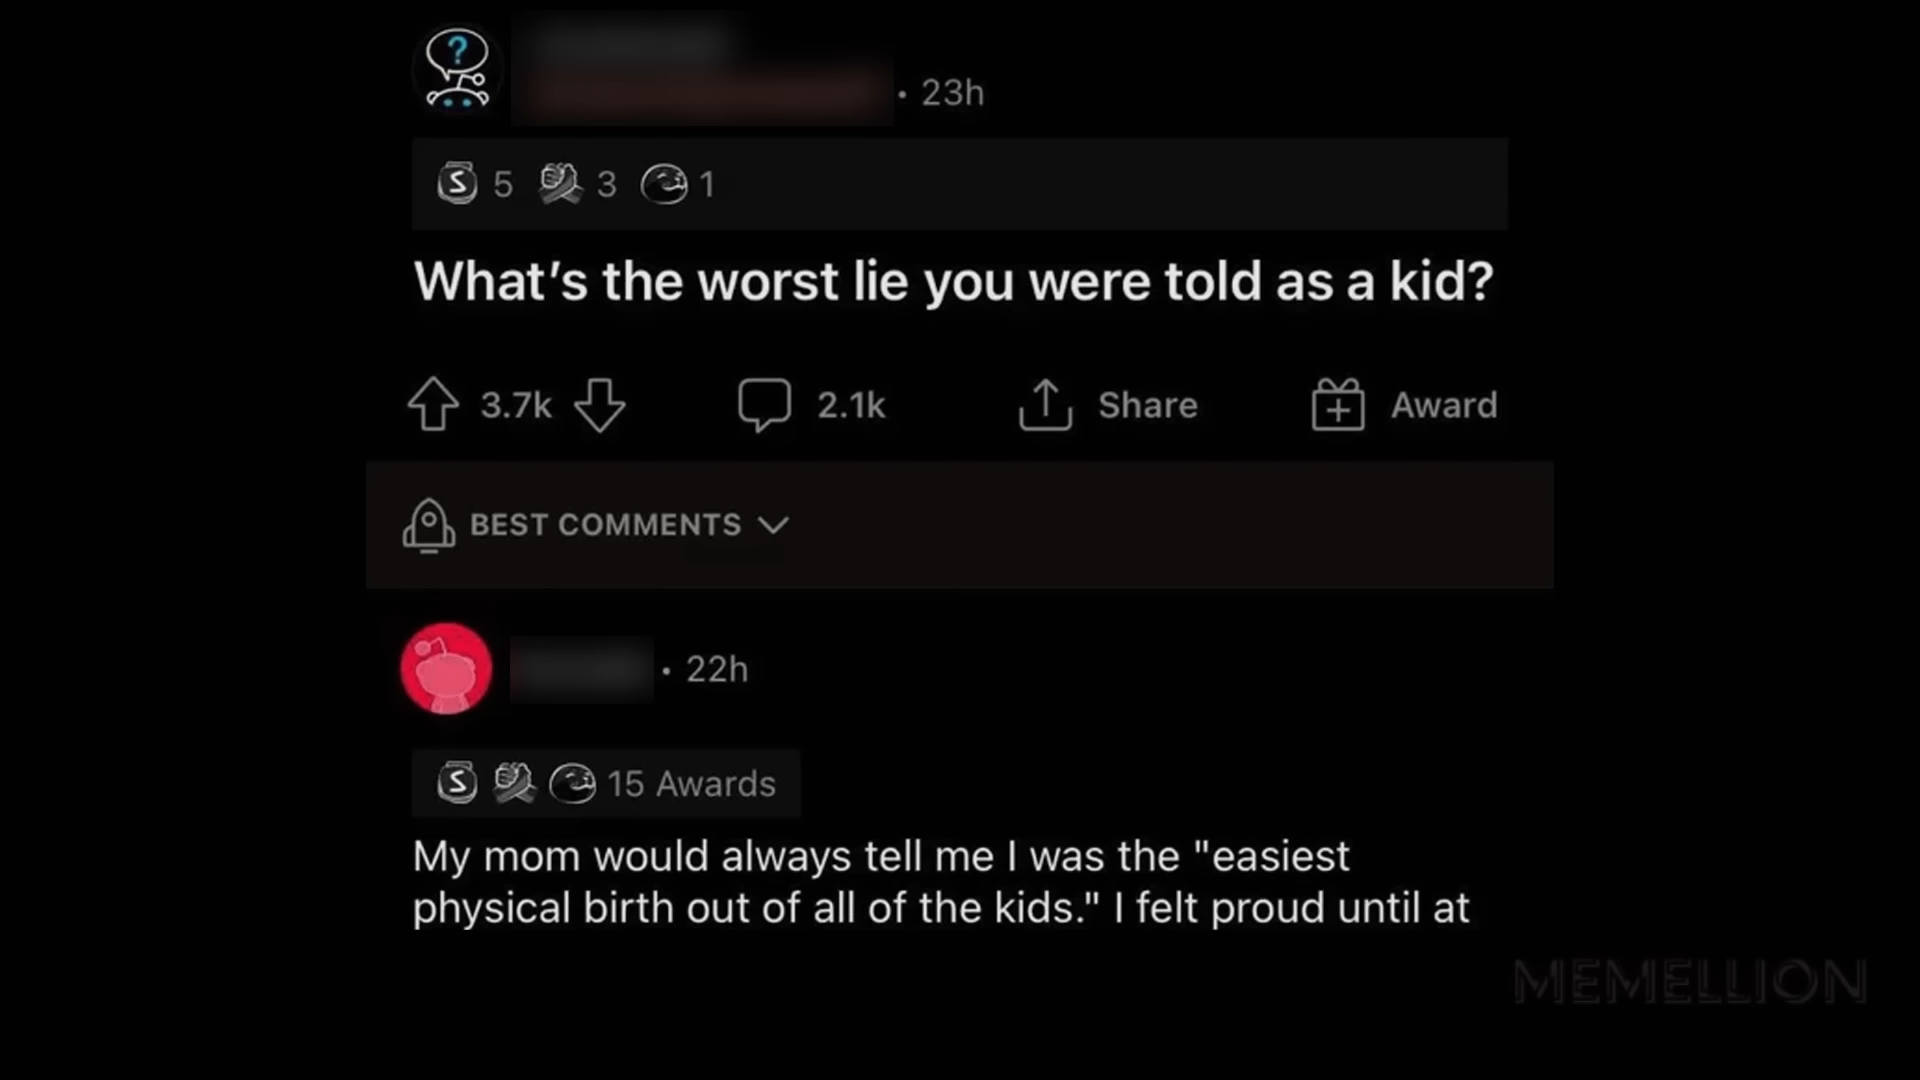 • 23h
5 3 1
What's the worst lie you were told as a kid?
3.7k 2.1k Share Award
BEST COMMENTS
• 22h
15 Awards
My mom would always tell me I was the "easiest
physical birth out of all of the kids." I felt proud until at
MEMELLION